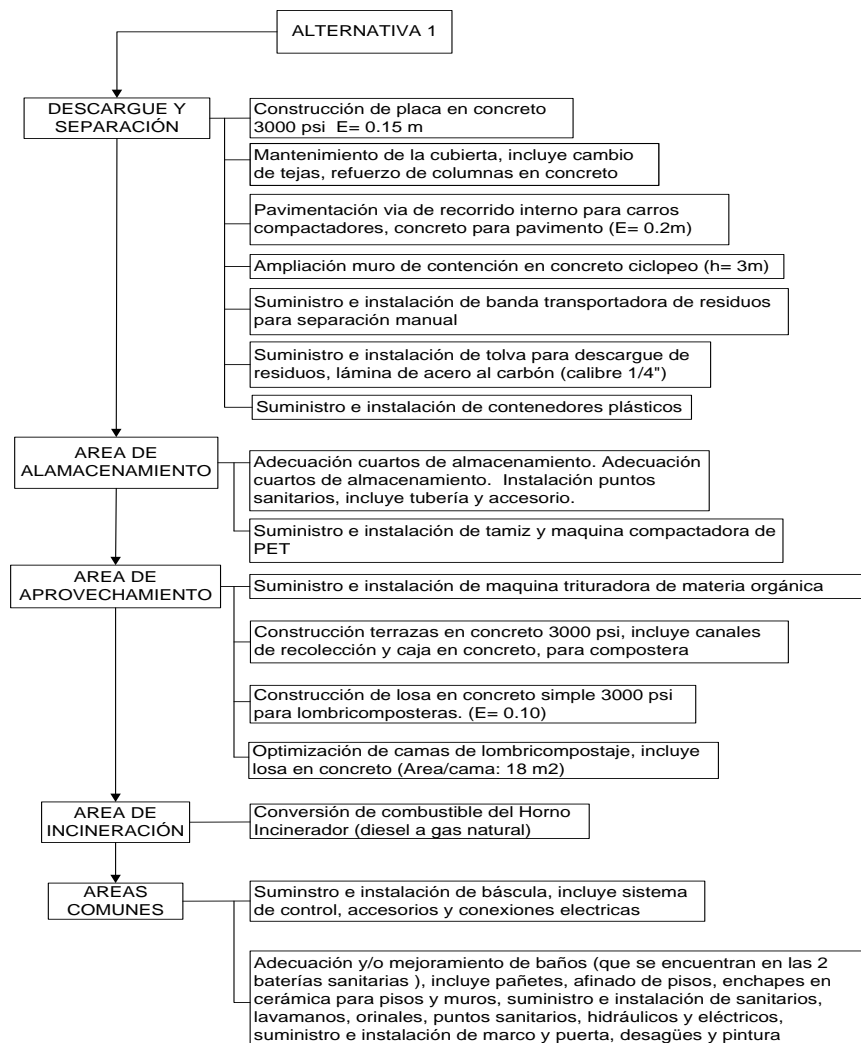 ALTERNATIVA 1
DESCARGUE Y
SEPARACIÓN
Construcción de placa en concreto
3000 psi E= 0.15 m
Mantenimiento de la cubierta, incluye cambio
de tejas, refuerzo de columnas en concreto
Pavimentación via de recorrido interno para carros
compactadores, concreto para pavimento (E= 0.2m)
Ampliación muro de contención en concreto ciclopeo (h= 3m)
Suministro e instalación de banda transportadora de residuos
para separación manual
Suministro e instalación de tolva para descargue de
residuos, lámina de acero al carbón (calibre 1/4")
Suministro e instalación de contenedores plásticos
AREA DE
ALAMACENAMIENTO
Adecuación cuartos de almacenamiento. Adecuación
cuartos de almacenamiento. Instalación puntos
sanitarios, incluye tubería y accesorio.
Suministro e instalación de tamiz y maquina compactadora de
PET
AREA DE
APROVECHAMIENTO
Suministro e instalación de maquina trituradora de materia orgánica
Construcción terrazas en concreto 3000 psi, incluye canales
de recolección y caja en concreto, para compostera
Construcción de losa en concreto simple 3000 psi
para lombricomposteras. (E= 0.10)
Optimización de camas de lombricompostaje, incluye
losa en concreto (Area/cama: 18 m2)
AREA DE
INCINERACIÓN
Conversión de combustible del Horno
Incinerador (diesel a gas natural)
AREAS
COMUNES
Suminstro e instalación de báscula, incluye sistema
de control, accesorios y conexiones electricas
Adecuación y/o mejoramiento de baños (que se encuentran en las 2
baterías sanitarias ), incluye pañetes, afinado de pisos, enchapes en
cerámica para pisos y muros, suministro e instalación de sanitarios,
lavamanos, orinales, puntos sanitarios, hidráulicos y eléctricos,
suministro e instalación de marco y puerta, desagües y pintura